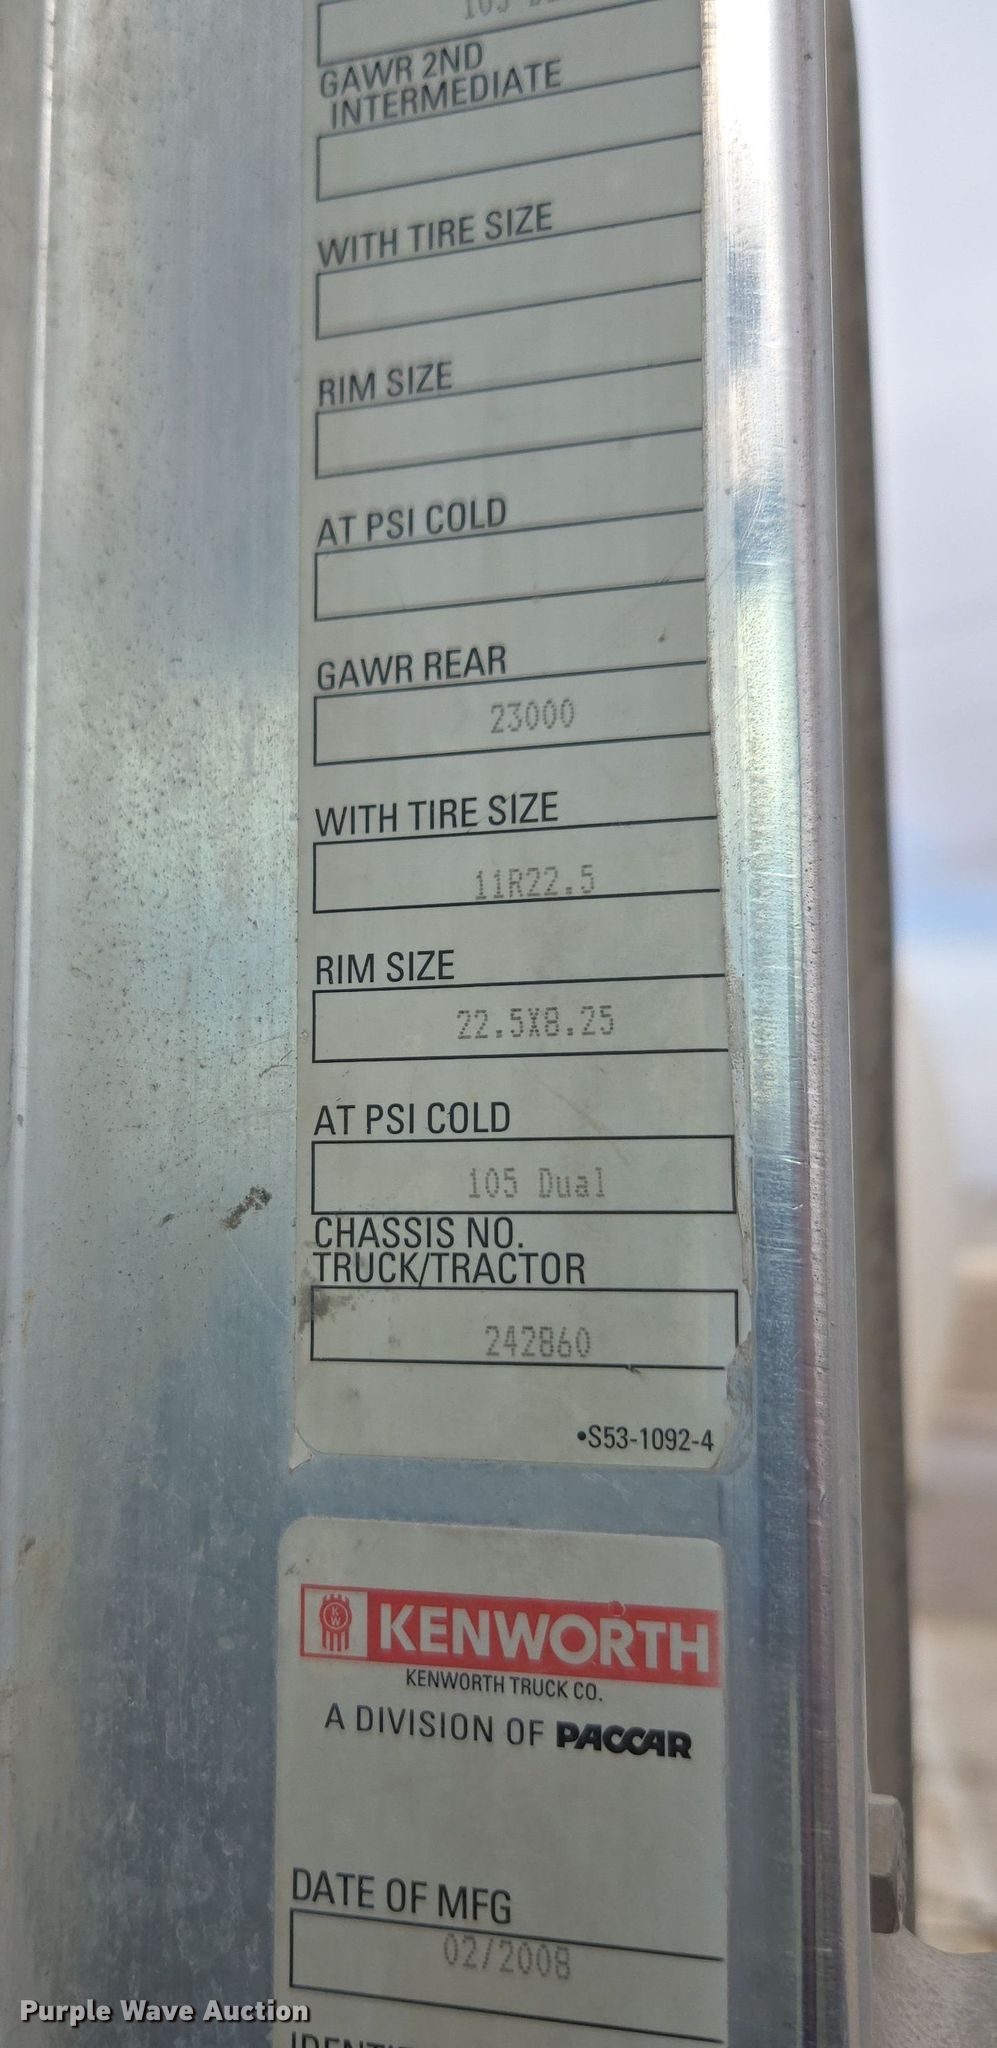 GAWR 2ND
INTERMEDIATE
WITH TIRE SIZE
RIM SIZE
AT PSI COLD
GAWR REAR
23000
WITH TIRE SIZE
11R22.5
RIM SIZE
22.5X8.25
AT PSI COLD
105 Dual
CHASSIS NO.
TRUCK/TRACTOR
242860
•S53-1092-4
KW KENWORTH
KENWORTH TRUCK CO.
A DIVISION OF PACCAR
DATE OF MFG
02/2008
Purple Wave Auction